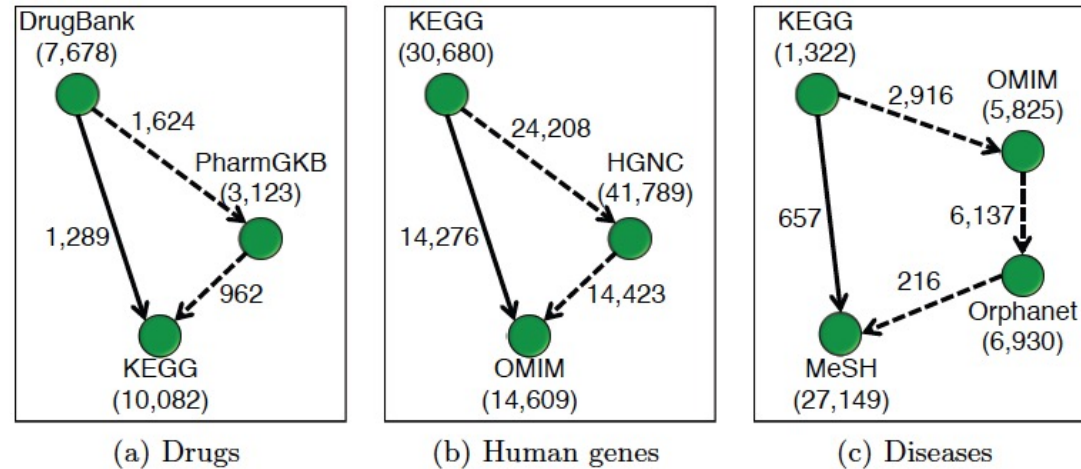 DrugBank
(7,678)
1,624
PharmGKB
(3,123)
1,289
962
KEGG
(10,082)
(a) Drugs
KEGG
(30,680)
24,208
HGNC
(41,789)
14,276
14,423
OMIM
(14,609)
(b) Human genes
KEGG
(1,322)
OMIM
(5,825)
2,916
657
6,137
216
Orphanet
(6,930)
MeSH
(27,149)
(c) Diseases